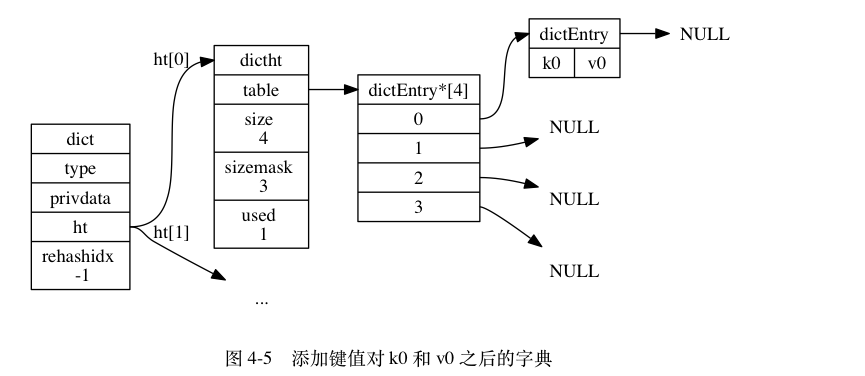 dict
type
privdata
ht
rehashidx
-1
ht[0]
ht[1]
dictht
table
size
4
sizemask
3
used
1
...
dictEntry*[4]
0
1
2
3
dictEntry
k0 v0
NULL
NULL
NULL
NULL
图 4-5 添加键值对 k0 和 v0 之后的字典